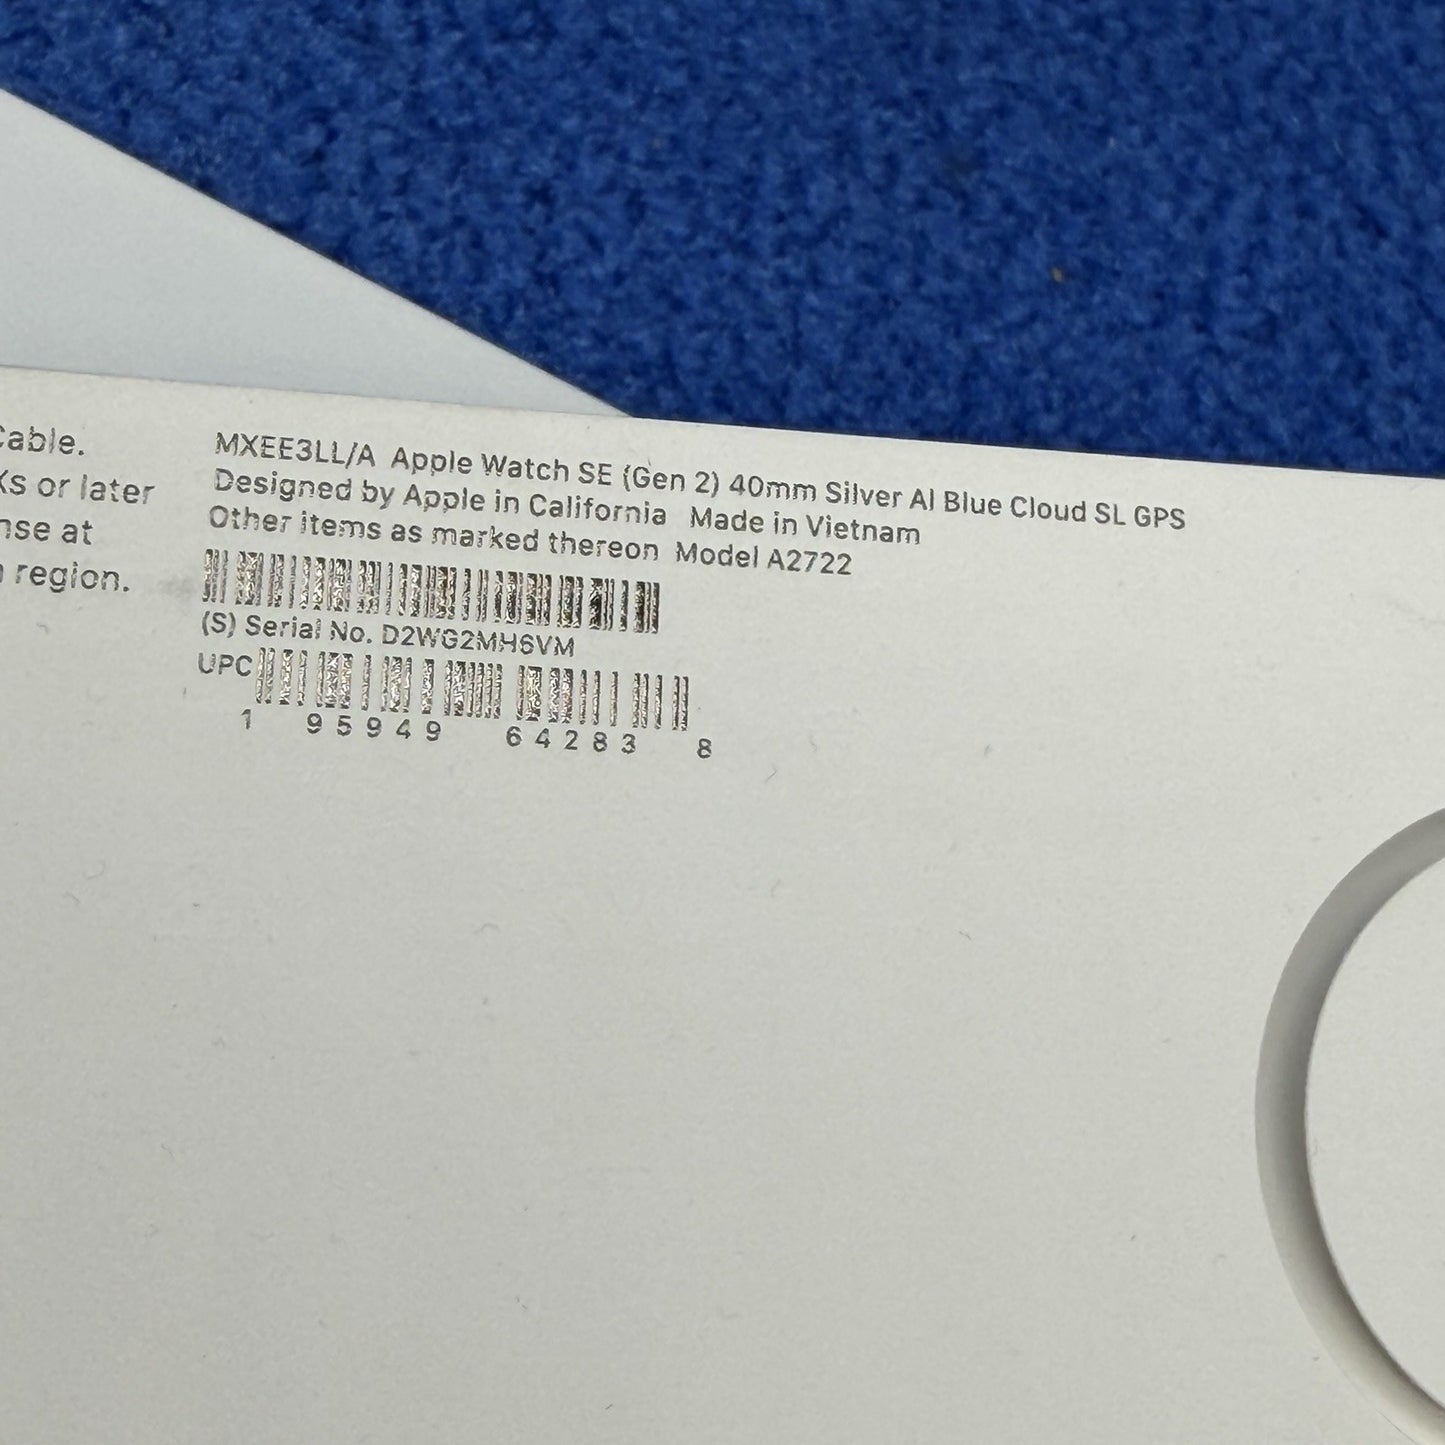 Cable.
Xs or later
nse at
region.
MXEE3LL/A Apple Watch SE (Gen 2) 40mm Silver Al Blue Cloud SL GPS
Designed by Apple in California Made in Vietnam
Other items as marked thereon Model A2722
(S) Serial No. D2WG2MH6VM
UPC
1 95949 64283 8